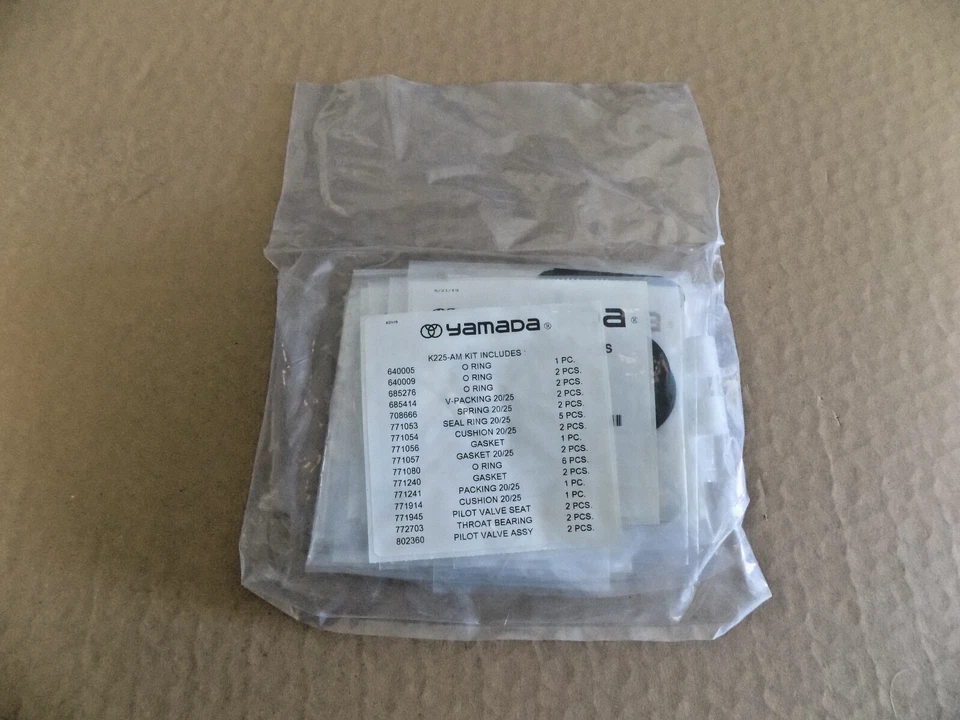 yamada®
K225-AM KIT INCLUDES
640005 O RING 1 PC.
640009 O RING 2 PCS.
685276 O RING 2 PCS.
685414 V-PACKING 20/25 2 PCS.
708666 SPRING 20/25 2 PCS.
771053 SEAL RING 20/25 5 PCS.
771054 CUSHION 20/25 2 PCS.
771056 GASKET 1 PC.
771057 GASKET 20/25 2 PCS.
771080 O RING 6 PCS.
771240 GASKET 2 PCS.
771241 PACKING 20/25 1 PC.
771914 CUSHION 20/25 1 PC.
771945 PILOT VALVE SEAT 2 PCS.
772703 THROAT BEARING 2 PCS.
802360 PILOT VALVE ASSY 2 PCS.
a®
S